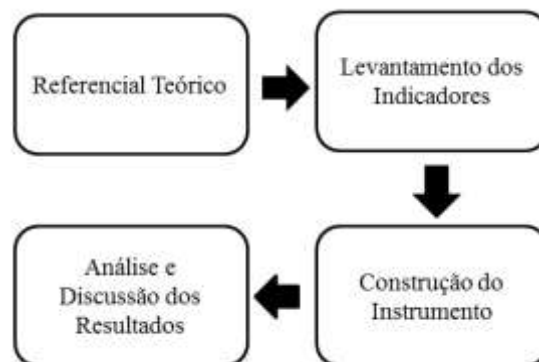 Referencial Teórico
Levantamento dos
Indicadores
Construção do
Instrumento
Análise e
Discussão dos
Resultados